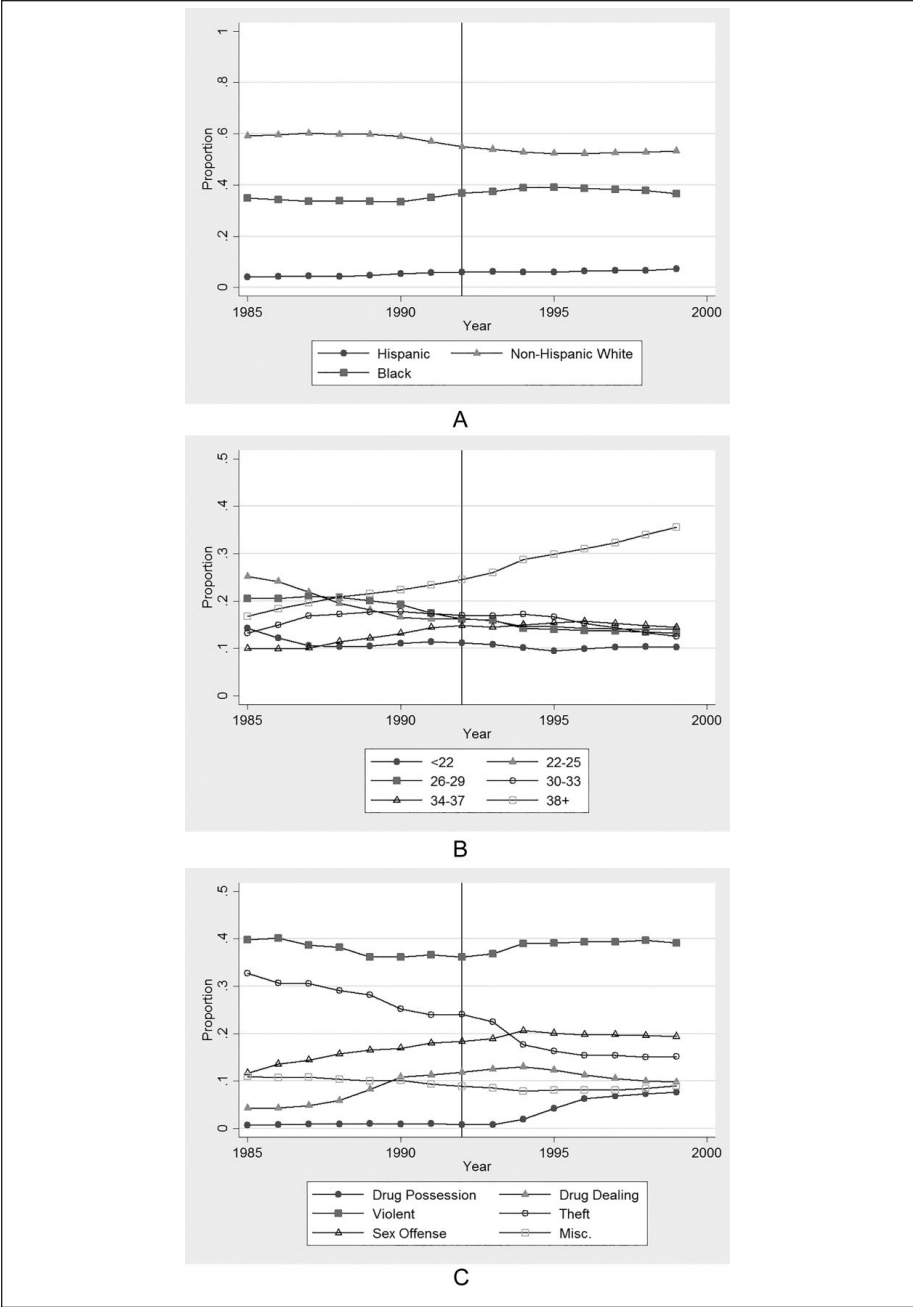 1
.8
.6
.4
.2
0
Proportion
1985 1990 1995 2000
Year
Hispanic Non-Hispanic White
Black
A
.5
.4
.3
.2
.1
0
Proportion
1985 1990 1995 2000
Year
<22 22-25
26-29 30-33
34-37 38+
B
.5
.4
.3
.2
.1
0
Proportion
1985 1990 1995 2000
Year
Drug Possession Drug Dealing
Violent Theft
Sex Offense Misc.
C